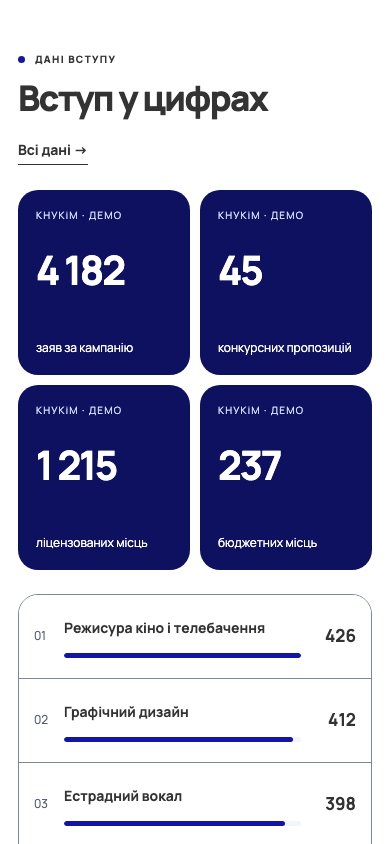 ДАНІ ВСТУПУ
Вступ у цифрах
Всі дані →
КНУКІМ · ДЕМО
4 182
заяв за кампанію
КНУКІМ · ДЕМО
45
конкурсних пропозицій
КНУКІМ · ДЕМО
1 215
ліцензованих місць
КНУКІМ · ДЕМО
237
бюджетних місць
01 Режисура кіно і телебачення 426
02 Графічний дизайн 412
03 Естрадний вокал 398